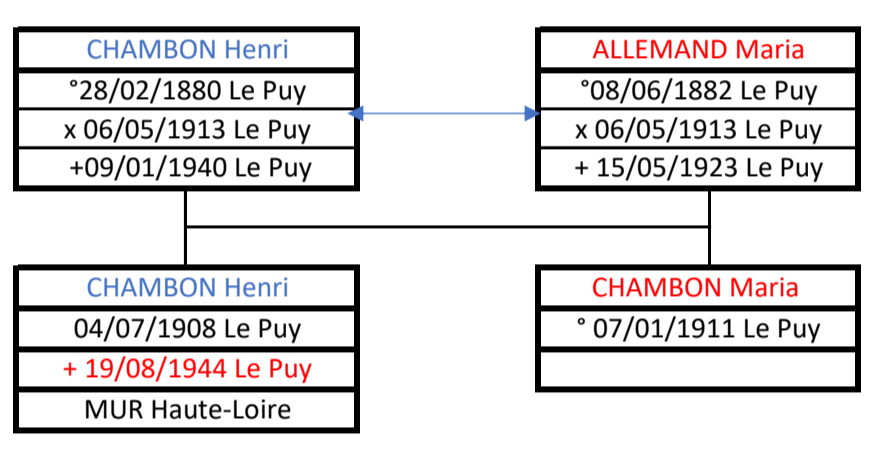 CHAMBON Henri
°28/02/1880 Le Puy
x 06/05/1913 Le Puy
+09/01/1940 Le Puy
ALLEMAND Maria
°08/06/1882 Le Puy
x 06/05/1913 Le Puy
+ 15/05/1923 Le Puy
CHAMBON Henri
04/07/1908 Le Puy
+ 19/08/1944 Le Puy
MUR Haute-Loire
CHAMBON Maria
° 07/01/1911 Le Puy